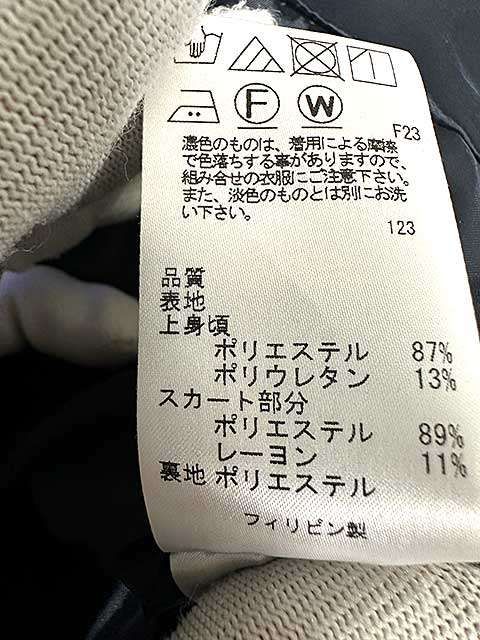 F W
F23
濃色のものは、着用による摩擦
で色落ちする事がありますので、
組み合せの衣服にご注意下さい。
また、淡色のものとは別にお洗
い下さい。
123
品質
表地
上身頃
ポリエステル 87%
ポリウレタン 13%
スカート部分
ポリエステル 89%
レーヨン 11%
裏地 ポリエステル
フィリピン製